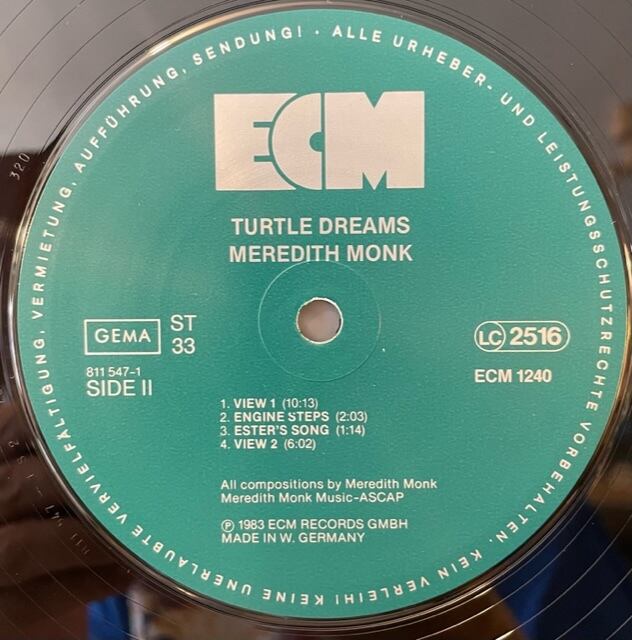 ALLE URHEBER- UND LEISTUNGSSCHUTZRECHTE VORBEHALTEN. KEIN VERLEIH! KEINE UNERLAUBTE VERVIELFÄLTIGUNG, VERMIETUNG, AUFFÜHRUNG, SENDUNG! ·
ECM
TURTLE DREAMS
MEREDITH MONK
GEMA
ST
33
LC 2516
811 547-1
SIDE II
ECM 1240
1. VIEW 1 (10:13)
2. ENGINE STEPS (2:03)
3. ESTER'S SONG (1:14)
4. VIEW 2 (6:02)
All compositions by Meredith Monk
Meredith Monk Music-ASCAP
Ⓟ 1983 ECM RECORDS GMBH
MADE IN W. GERMANY
320